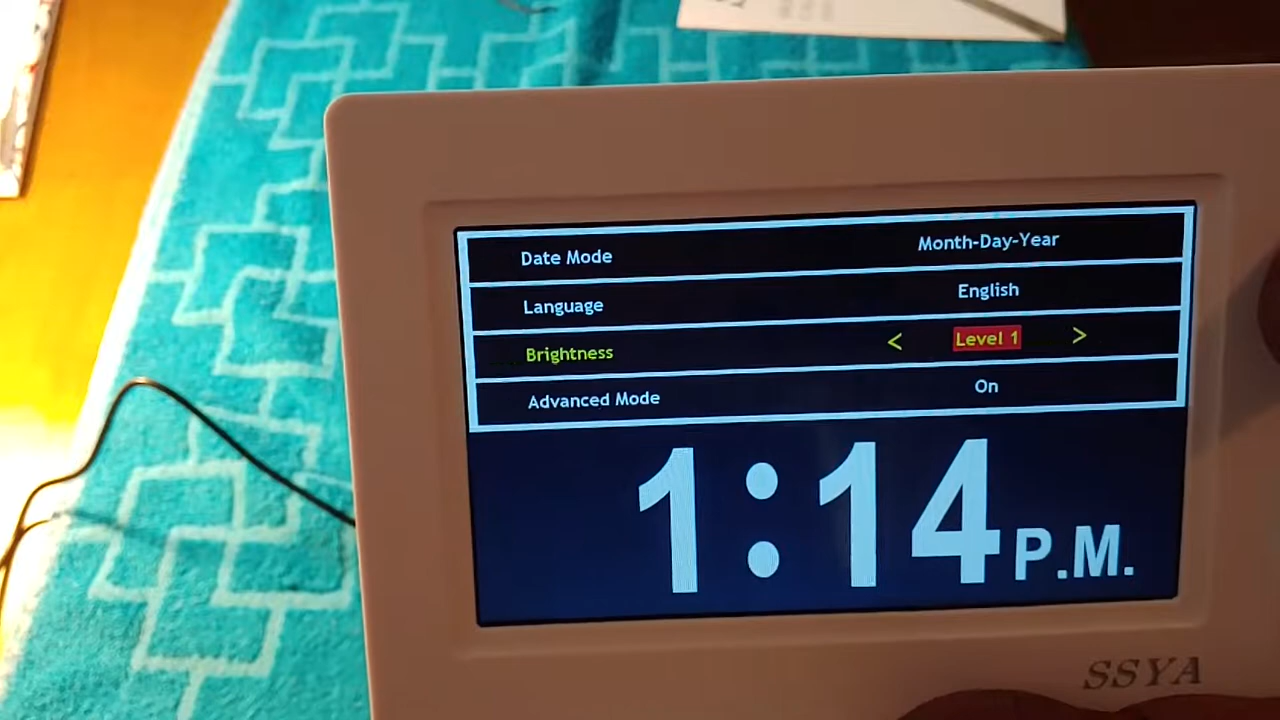 Date Mode Month-Day-Year
Language English
Brightness < Level 1 >
Advanced Mode On
1:14 P.M.
SSYA